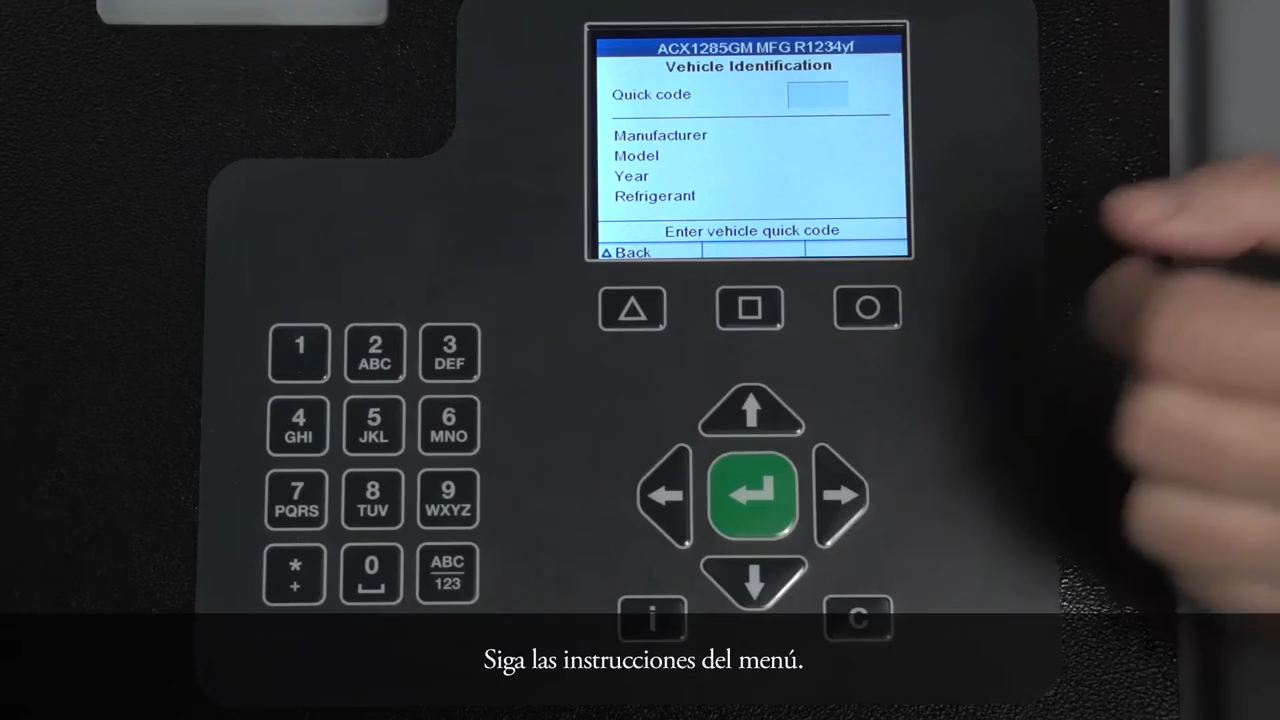 ACX1285GM MFG R1234yf
Vehicle Identification
Quick code
Manufacturer
Model
Year
Refrigerant
Enter vehicle quick code
Back
1
2
ABC
3
DEF
4
GHI
5
JKL
6
MNO
7
PQRS
8
TUV
9
WXYZ
*
+
0
ABC
123
i
C
Siga las instrucciones del menú.